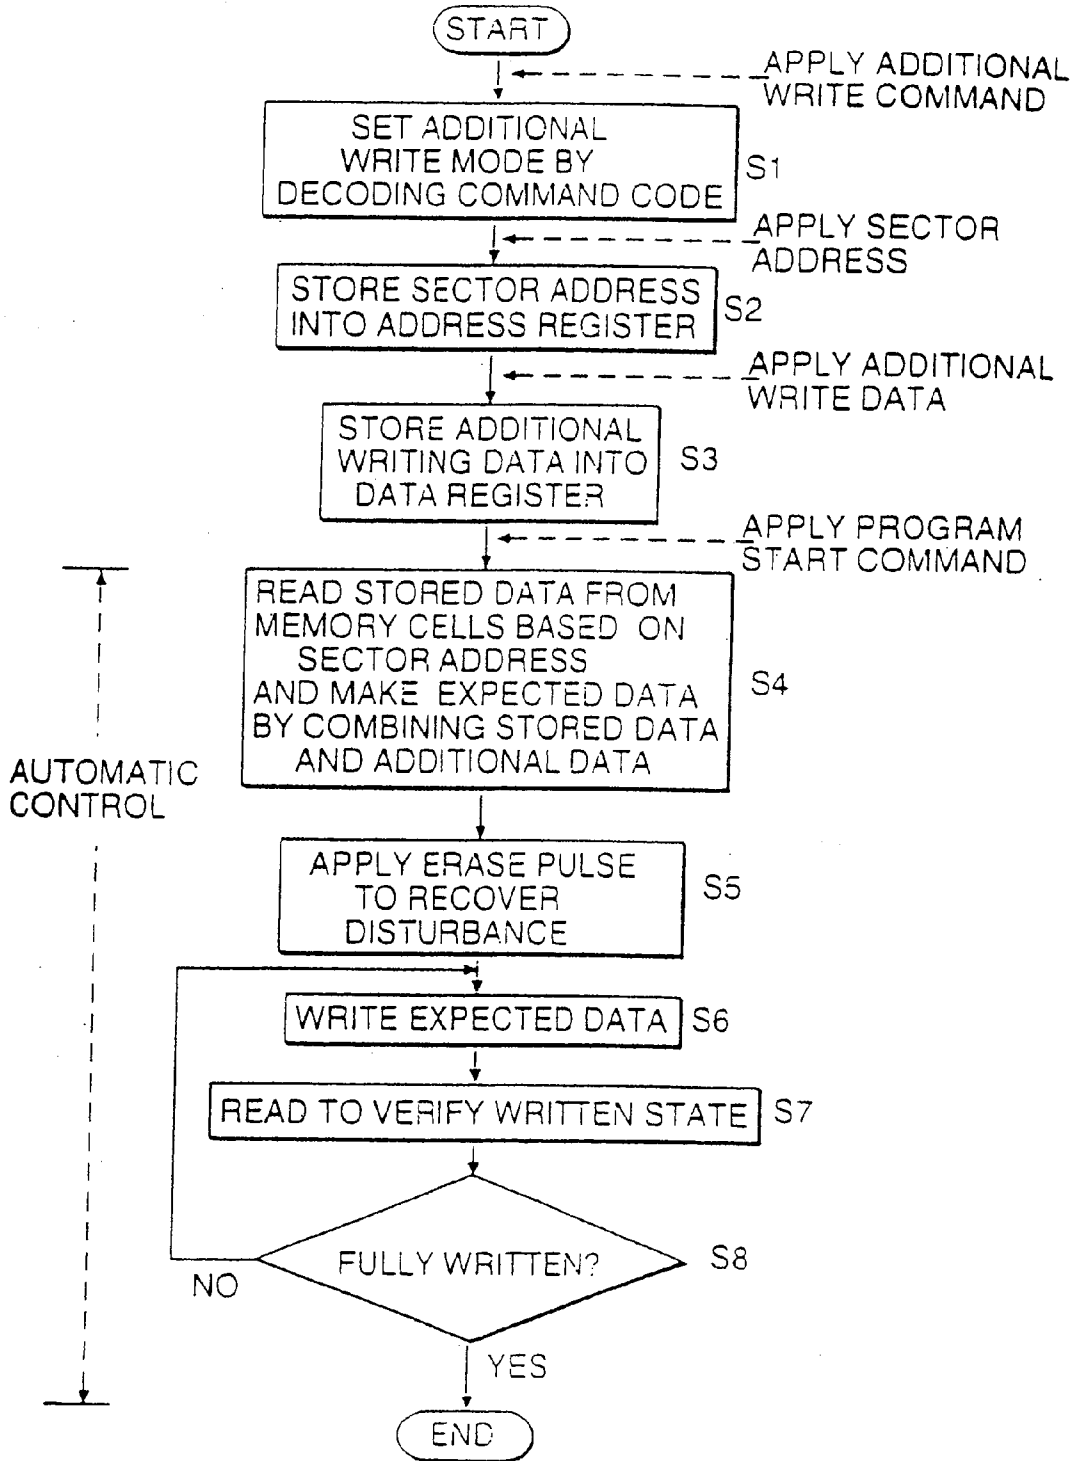 START
APPLY ADDITIONAL
WRITE COMMAND
SET ADDITIONAL
WRITE MODE BY
DECODING COMMAND CODE
S1
APPLY SECTOR
ADDRESS
STORE SECTOR ADDRESS
INTO ADDRESS REGISTER
S2
APPLY ADDITIONAL
WRITE DATA
STORE ADDITIONAL
WRITING DATA INTO
DATA REGISTER
S3
APPLY PROGRAM
START COMMAND
READ STORED DATA FROM
MEMORY CELLS BASED ON
SECTOR ADDRESS
AND MAKE EXPECTED DATA
BY COMBINING STORED DATA
AND ADDITIONAL DATA
S4
AUTOMATIC
CONTROL
APPLY ERASE PULSE
TO RECOVER
DISTURBANCE
S5
WRITE EXPECTED DATA
S6
READ TO VERIFY WRITTEN STATE
S7
FULLY WRITTEN?
S8
NO
YES
END